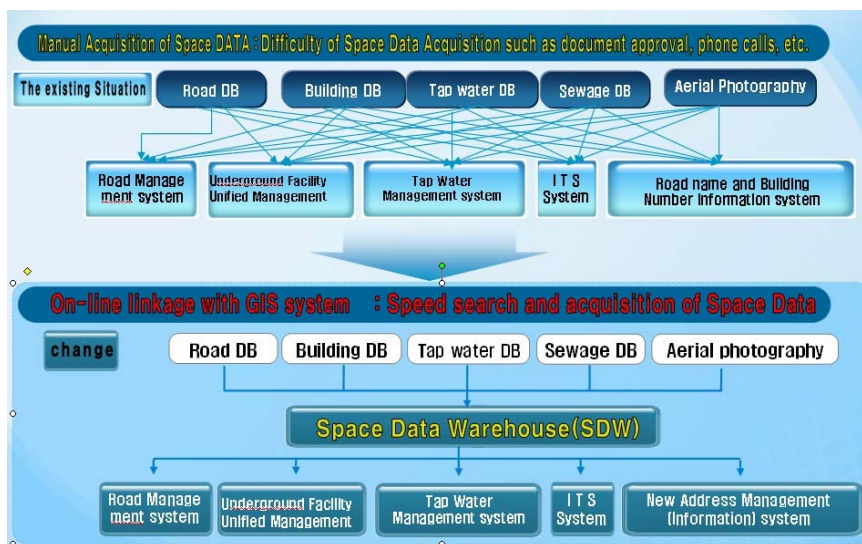 Manual Acquisition of Space DATA : Difficulty of Space Data Acquisition such as document approval, phone calls, etc.
The existing Situation
Road DB
Building DB
Tap water DB
Sewage DB
Aerial Photography
Road Manage
ment system
Underground Facility
Unified Management
Tap Water
Management system
I T S
System
Road name and Building
Number Information system
On-line linkage with GIS system : Speed search and acquisition of Space Data
change
Road DB
Building DB
Tap water DB
Sewage DB
Aerial photography
Space Data Warehouse(SDW)
Road Manage
ment system
Underground Facility
Unified Management
Tap Water
Management system
I T S
System
New Address Management
(Information) system